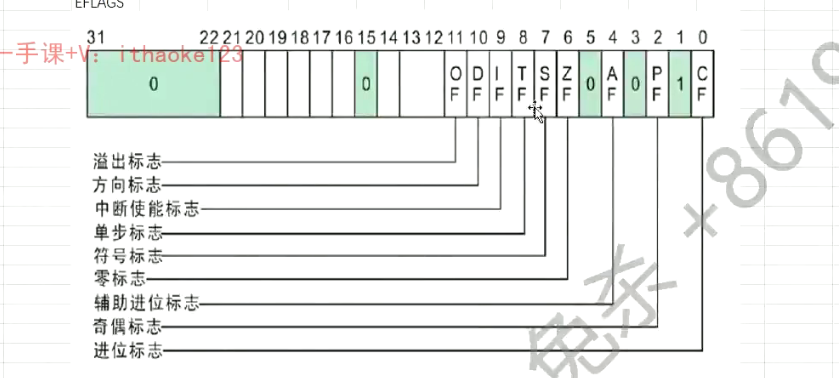 EFLAGS
一手课+V：ithaoke123
31 22 21 20 19 18 17 16 15 14 13 12 11 10 9 8 7 6 5 4 3 2 1 0
0 0 OF DF IF TF SF ZF 0 AF 0 PF 1 CF
溢出标志
方向标志
中断使能标志
单步标志
符号标志
零标志
辅助进位标志
奇偶标志
进位标志
免杀 +8619